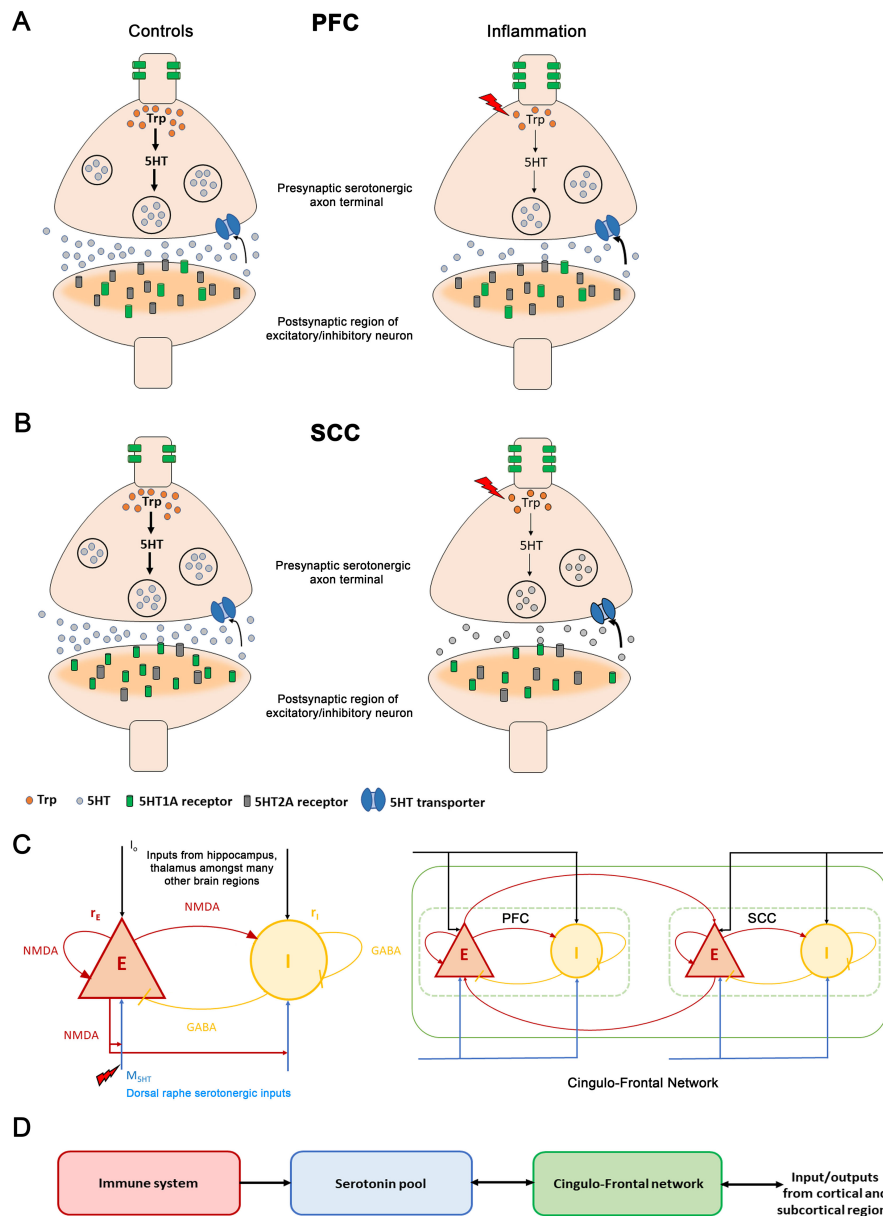 A
PFC
Controls
Inflammation
Trp
5HT
Trp
5HT
Presynaptic serotonergic
axon terminal
Postsynaptic region of
excitatory/inhibitory neuron
B
SCC
Trp
5HT
Trp
5HT
Presynaptic serotonergic
axon terminal
Postsynaptic region of
excitatory/inhibitory neuron
Trp 5HT 5HT1A receptor 5HT2A receptor 5HT transporter
C
Io
Inputs from hippocampus,
thalamus amongst many
other brain regions
rE
NMDA
rI
NMDA
E
I
GABA
GABA
NMDA
M5HT
Dorsal raphe serotonergic inputs
PFC
E
I
SCC
E
I
Cingulo-Frontal Network
D
Immune system
Serotonin pool
Cingulo-Frontal network
Input/outputs
from cortical and
subcortical region